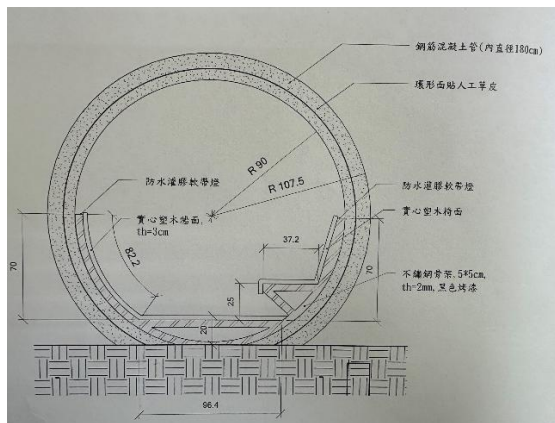 鋼筋混凝土管(內直徑180cm)
環形面貼人工草皮
防水灌膠軟帶燈
實心塑木牆面,
th=3cm
R 90
R 107.5
防水灌膠軟帶燈
實心塑木椅面
37.2
82.2
70
70
25
不鏽鋼骨架, 5*5cm,
th=2mm, 黑色烤漆
20
96.4